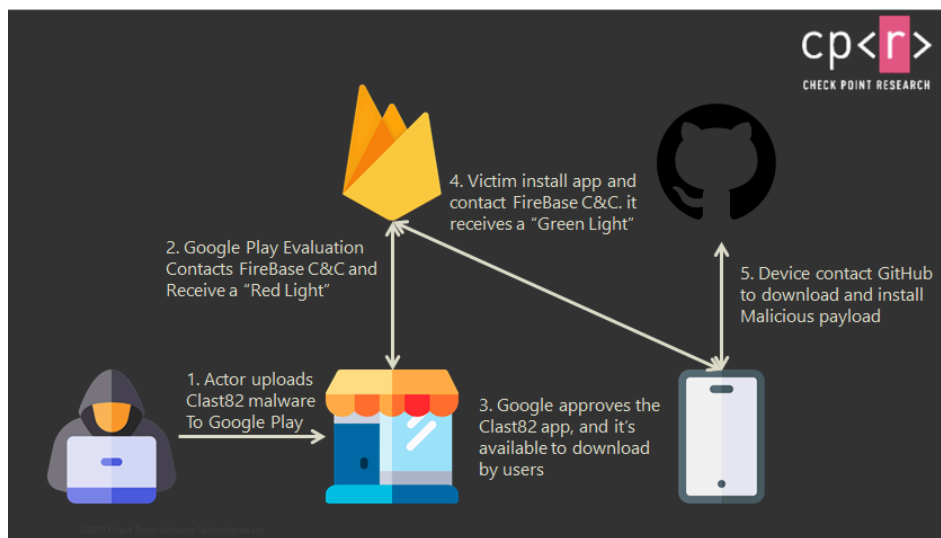 cp<r>
CHECK POINT RESEARCH
4. Victim install app and
contact FireBase C&C. it
receives a “Green Light”
2. Google Play Evaluation
Contacts FireBase C&C and
Receive a “Red Light”
5. Device contact GitHub
to download and install
Malicious payload
1. Actor uploads
Clast82 malware
To Google Play
3. Google approves the
Clast82 app, and it’s
available to download
by users